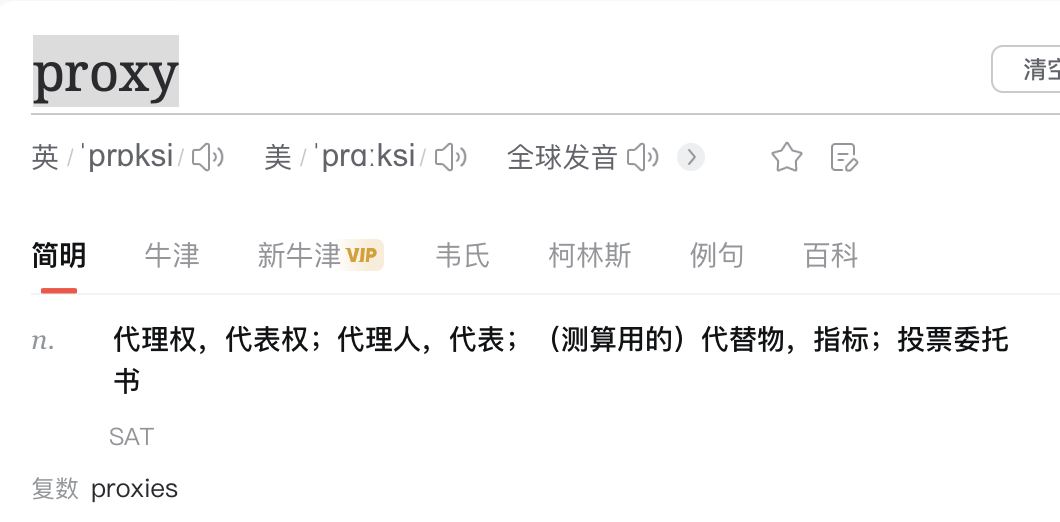 proxy
清空
英 /ˈprɒksi/ 美 /ˈprɑːksi/ 全球发音
简明 牛津 新牛津 VIP 韦氏 柯林斯 例句 百科
n. 代理权，代表权；代理人，代表；（测算用的）代替物，指标；投票委托
书
SAT
复数 proxies